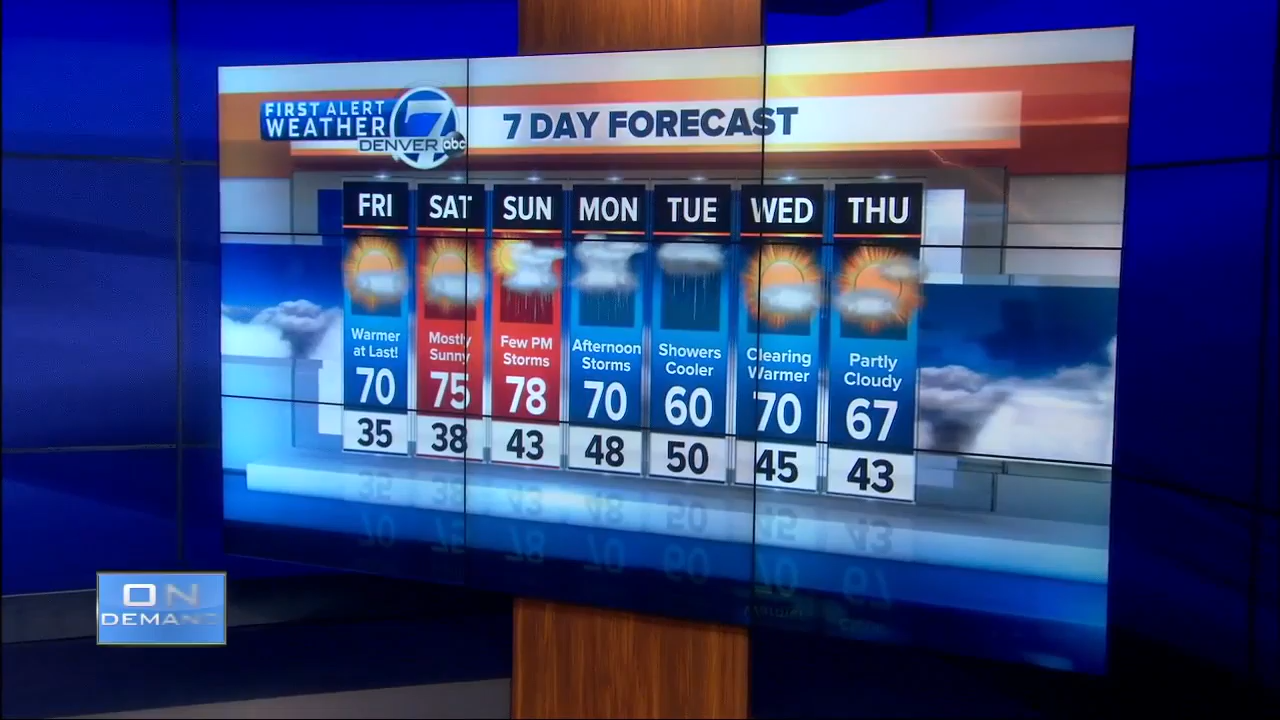 FIRST ALERT
WEATHER
DENVER 7 abc
7 DAY FORECAST
FRI SAT SUN MON TUE WED THU
Warmer at Last!
70
35
Mostly Sunny
75
38
Few PM Storms
78
43
Afternoon Storms
70
48
Showers Cooler
60
50
Clearing Warmer
70
45
Partly Cloudy
67
43
ON
DEMAND